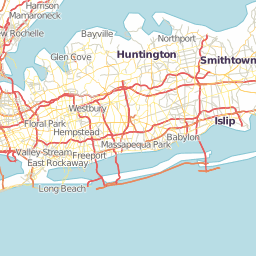 Harrison
Mamaroneck
New Rochelle
Bayville
Northport
Huntington
Glen Cove
Smithtown
Westbury
Floral Park
Hempstead
Islip
Babylon
Massapequa Park
Valley Stream
Freeport
East Rockaway
Long Beach